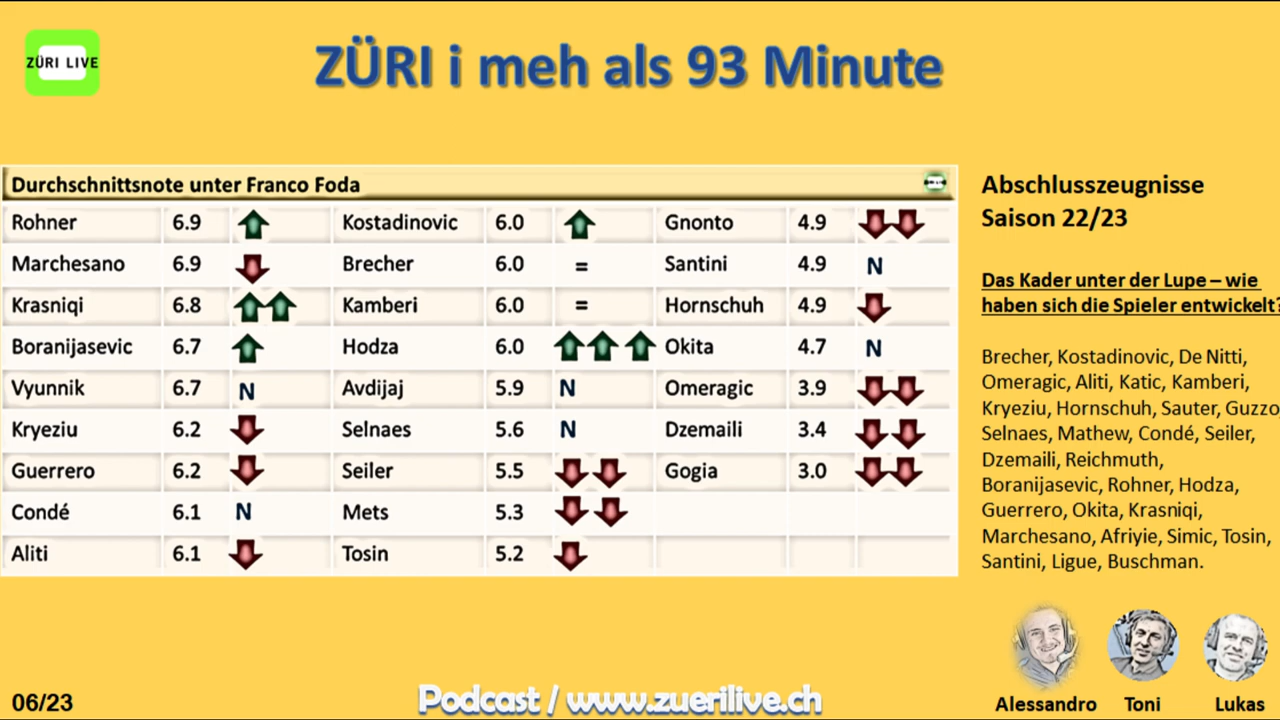 ZÜRI LIVE
ZÜRI i meh als 93 Minute
Durchschnittsnote unter Franco Foda
Rohner 6.9 Kostadinovic 6.0 Gnonto 4.9
Marchesano 6.9 Brecher 6.0 = Santini 4.9 N
Krasniqi 6.8 Kamberi 6.0 = Hornschuh 4.9
Boranijasevic 6.7 Hodza 6.0 Okita 4.7 N
Vyunnik 6.7 N Avdijaj 5.9 N Omeragic 3.9
Kryeziu 6.2 Selnaes 5.6 N Dzemaili 3.4
Guerrero 6.2 Seiler 5.5 Gogia 3.0
Condé 6.1 N Mets 5.3
Aliti 6.1 Tosin 5.2
Abschlusszeugnisse
Saison 22/23
Das Kader unter der Lupe – wie
haben sich die Spieler entwickelt?
Brecher, Kostadinovic, De Nitti,
Omeragic, Aliti, Katic, Kamberi,
Kryeziu, Hornschuh, Sauter, Guzzo
Selnaes, Mathew, Condé, Seiler,
Dzemaili, Reichmuth,
Boranijasevic, Rohner, Hodza,
Guerrero, Okita, Krasniqi,
Marchesano, Afriyie, Simic, Tosin,
Santini, Ligue, Buschman.
06/23
Podcast / www.zuerilive.ch
Alessandro Toni Lukas